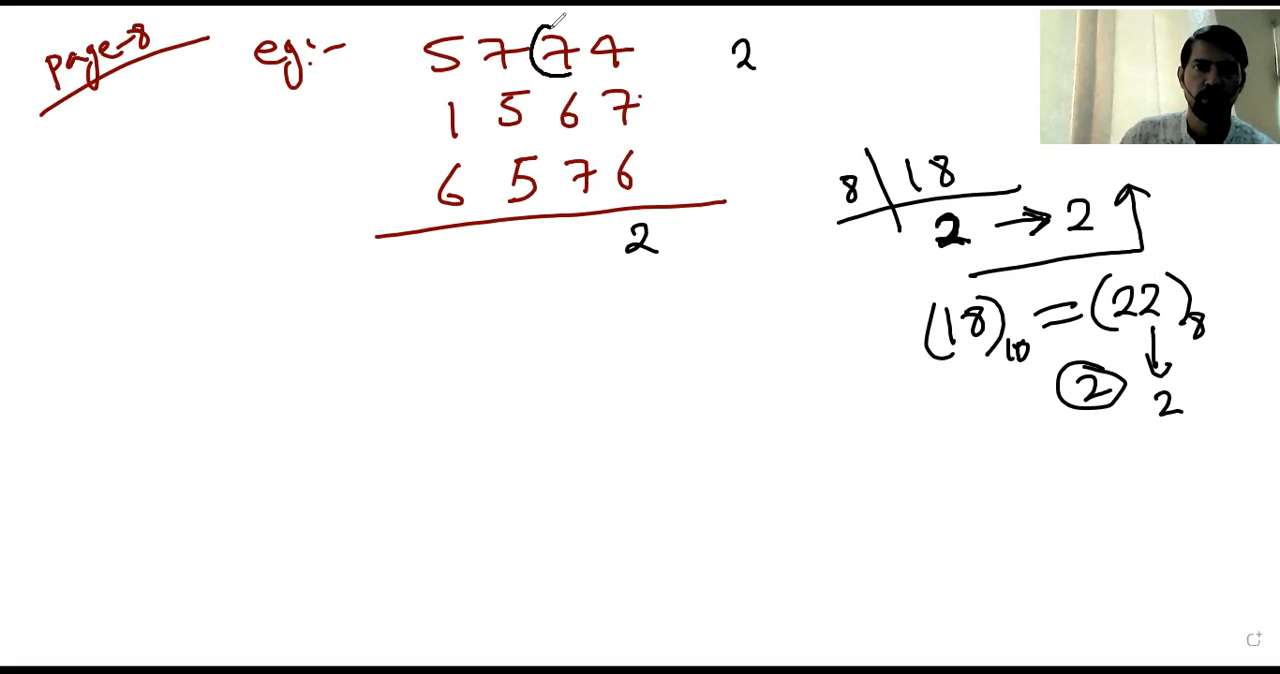 page-8
eg:- 5 7 7 4 2
1 5 6 7
6 5 7 6
2
8 | 18
2 → 2
(18)10 = (22)8
2 2